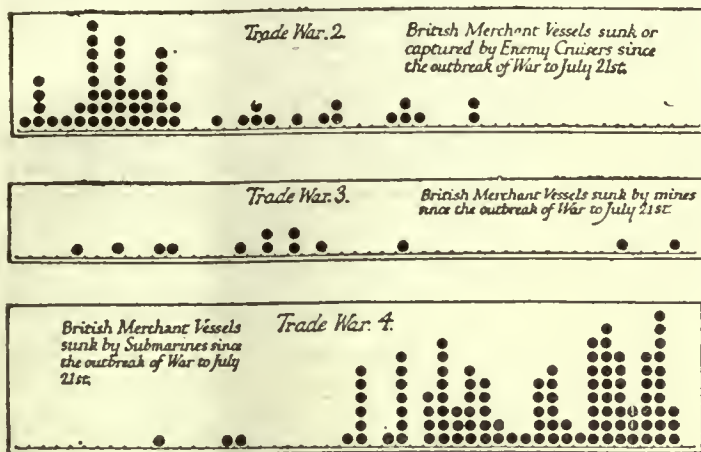 Trade War. 2.
British Merchant Vessels sunk or
captured by Enemy Cruisers since
the outbreak of War to July 21st.
Trade War. 3.
British Merchant Vessels sunk by mines
since the outbreak of War to July 21st.
British Merchant Vessels
sunk by Submarines since
the outbreak of War to July
21st.
Trade War. 4.